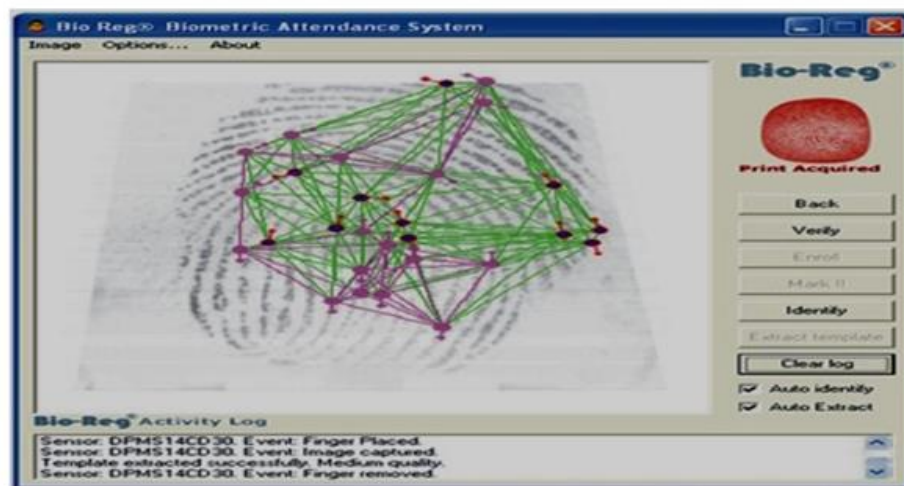 Bio Reg® Biometric Attendance System
Image Options... About
Bio-Reg®
Print Acquired
Back
Verify
Enroll
Mark It
Identify
Extract template
Clear log
Auto identify
Auto Extract
Bio-Reg® Activity Log
Sensor: DPMS14CD30. Event: Finger Placed.
Sensor: DPMS14CD30. Event: Image captured.
Template extracted successfully. Medium quality.
Sensor: DPMS14CD30. Event: Finger removed.